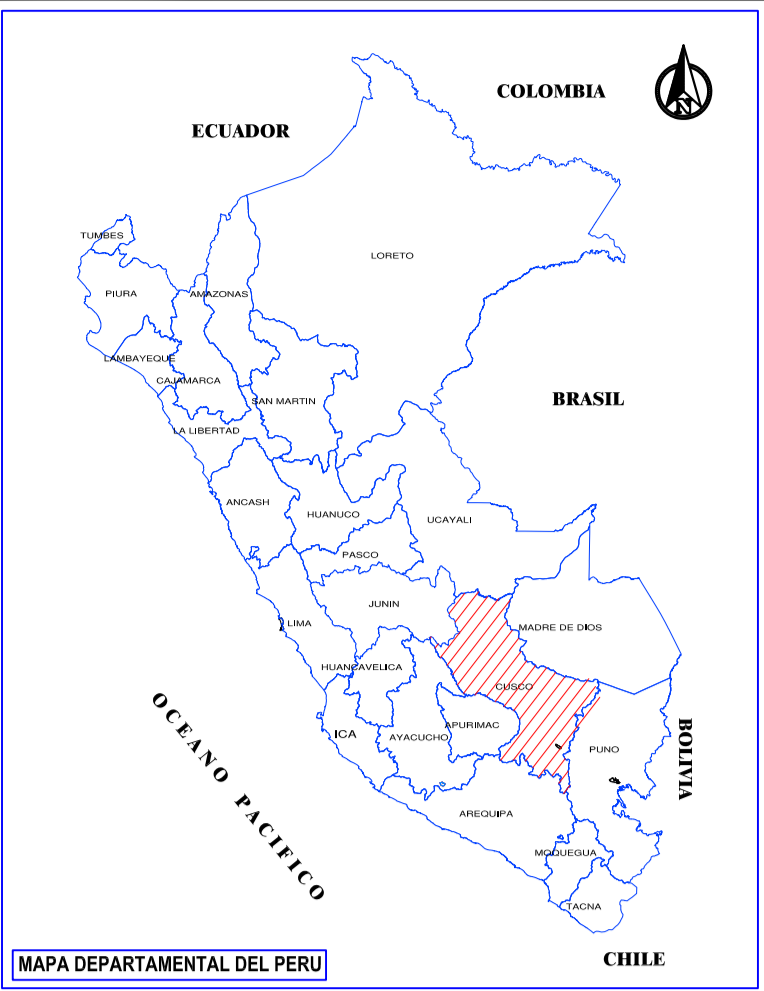 COLOMBIA
N
ECUADOR
TUMBES
LORETO
PIURA
AMAZONAS
LAMBAYEQUE
CAJAMARCA
SAN MARTIN
BRASIL
LA LIBERTAD
ANCASH
HUANUCO
UCAYALI
PASCO
JUNIN
LIMA
MADRE DE DIOS
HUANCAVELICA
CUSCO
ICA
AYACUCHO
APURIMAC
PUNO
BOLIVIA
OCEANO PACIFICO
AREQUIPA
MOQUEGUA
TACNA
CHILE
MAPA DEPARTAMENTAL DEL PERU